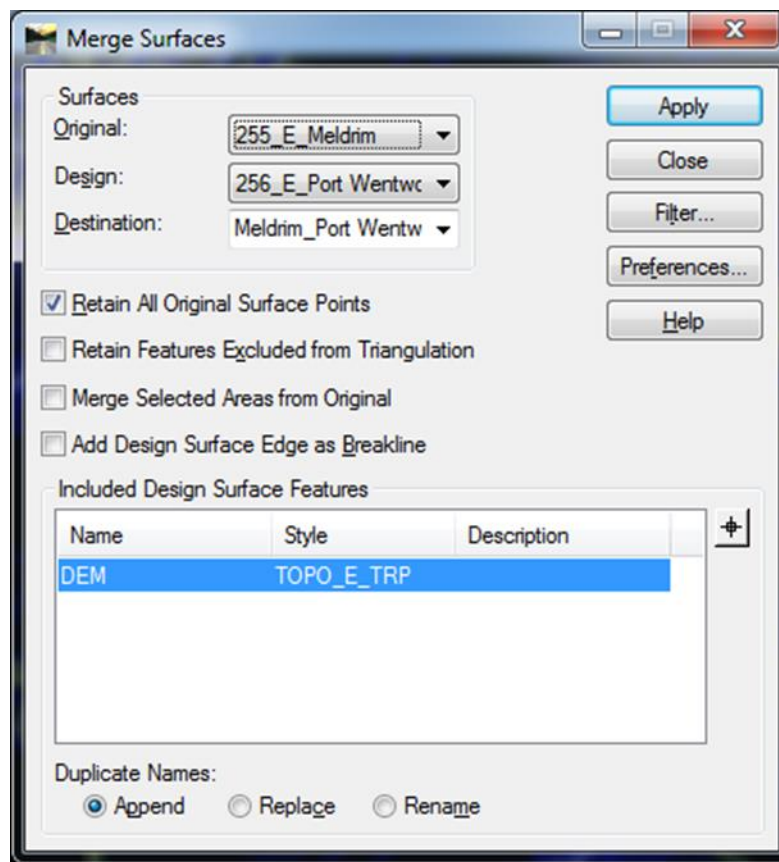 Merge Surfaces
Surfaces
Original: 255_E_Meldrim
Design: 256_E_Port Wentwc
Destination: Meldrim_Port Wentw
Apply
Close
Filter...
Preferences...
Help
Retain All Original Surface Points
Retain Features Excluded from Triangulation
Merge Selected Areas from Original
Add Design Surface Edge as Breakline
Included Design Surface Features
Name Style Description
DEM TOPO_E_TRP
Duplicate Names:
Append Replace Rename